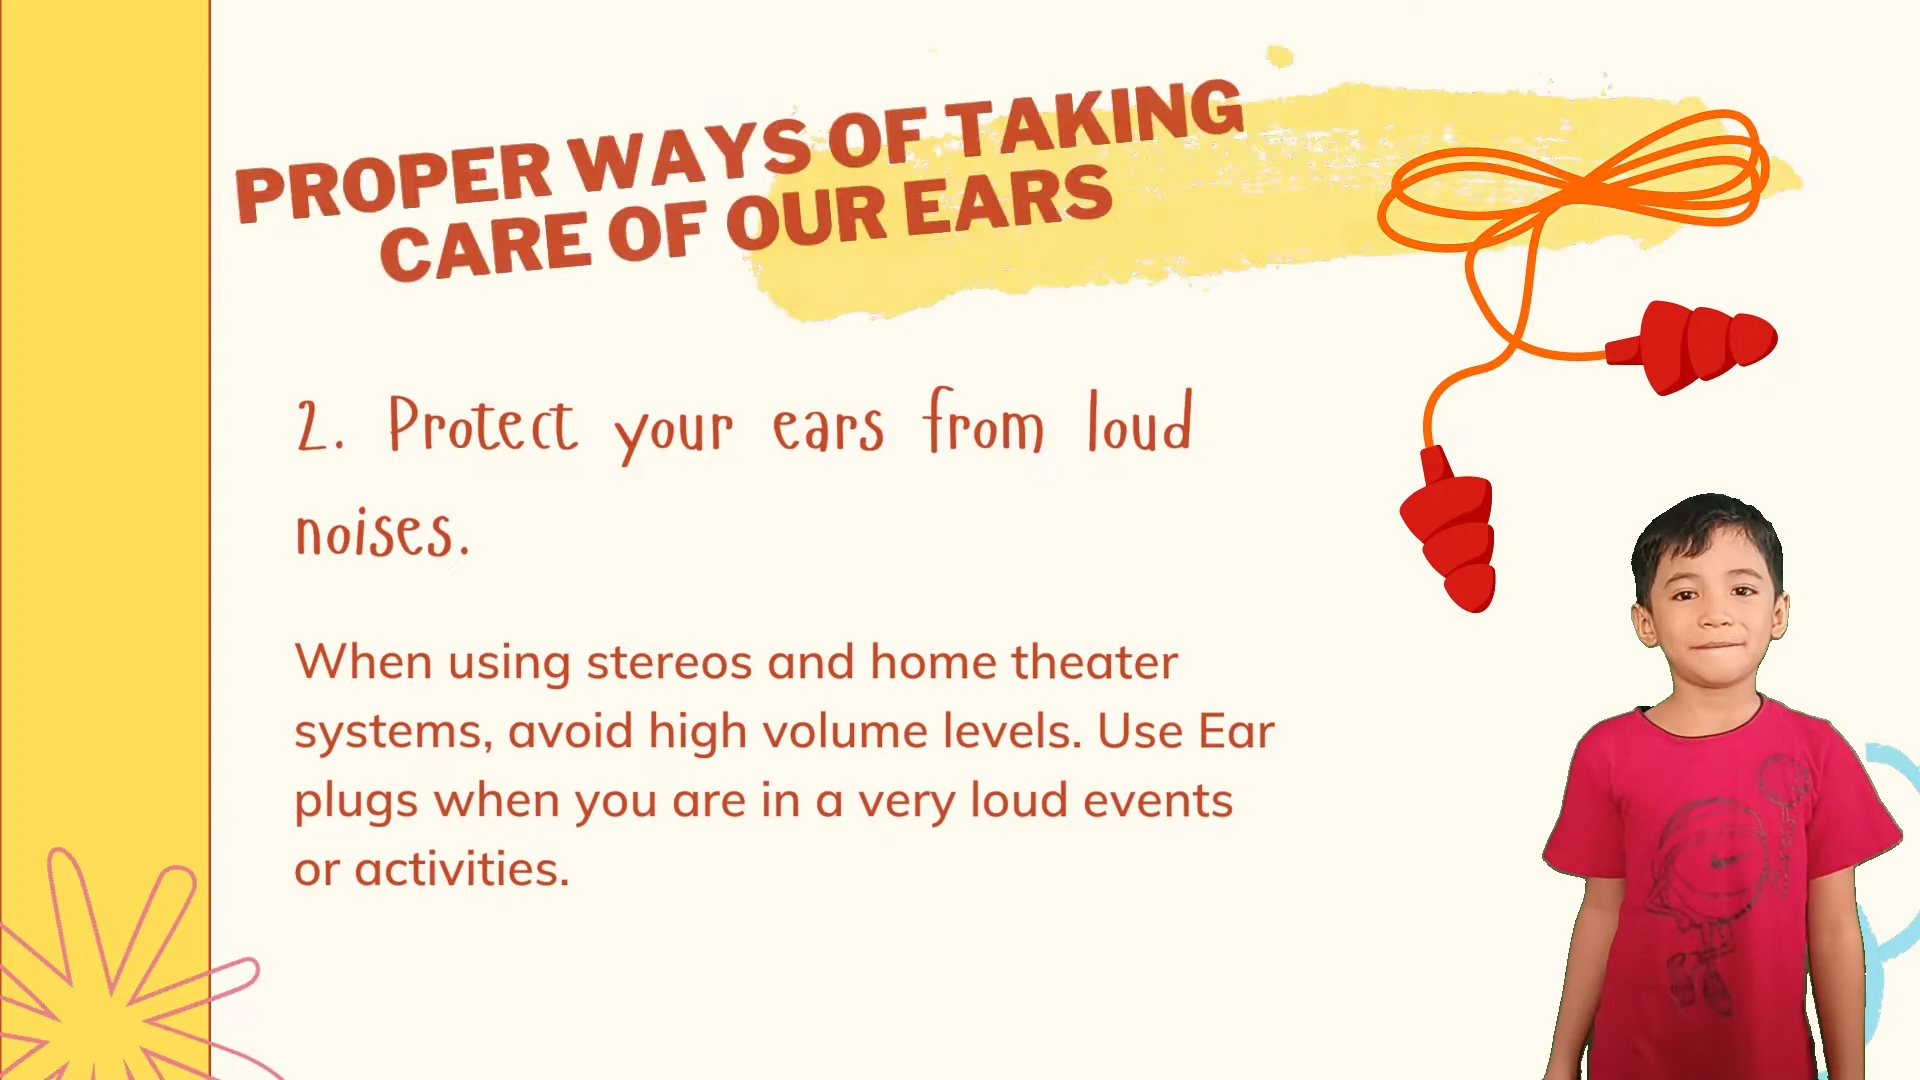 PROPER WAYS OF TAKING
CARE OF OUR EARS
2. Protect your ears from loud
noises.
When using stereos and home theater
systems, avoid high volume levels. Use Ear
plugs when you are in a very loud events
or activities.